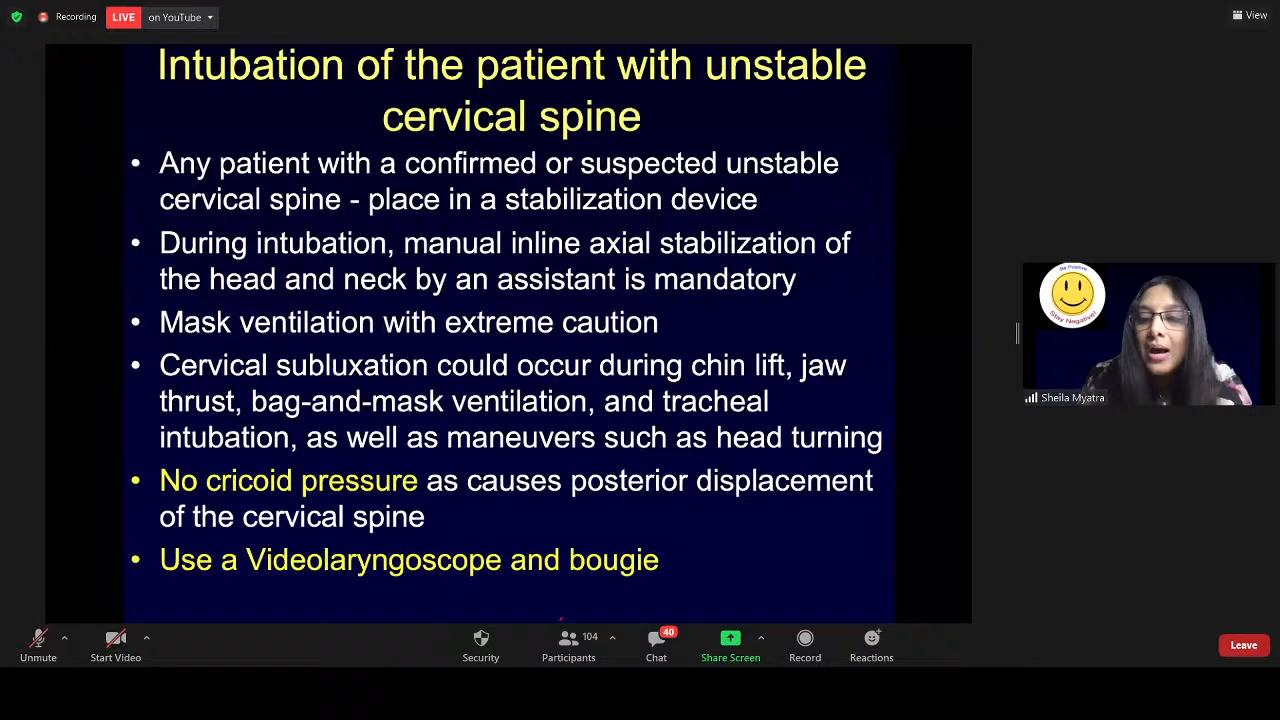 Recording
LIVE
on YouTube
View
Intubation of the patient with unstable
cervical spine
• Any patient with a confirmed or suspected unstable
cervical spine - place in a stabilization device
• During intubation, manual inline axial stabilization of
the head and neck by an assistant is mandatory
• Mask ventilation with extreme caution
• Cervical subluxation could occur during chin lift, jaw
thrust, bag-and-mask ventilation, and tracheal
intubation, as well as maneuvers such as head turning
• No cricoid pressure as causes posterior displacement
of the cervical spine
• Use a Videolaryngoscope and bougie
Be Positive
Stay Negative!
Sheila Myatra
Unmute
Start Video
Security
104
Participants
40
Chat
Share Screen
Record
Reactions
Leave